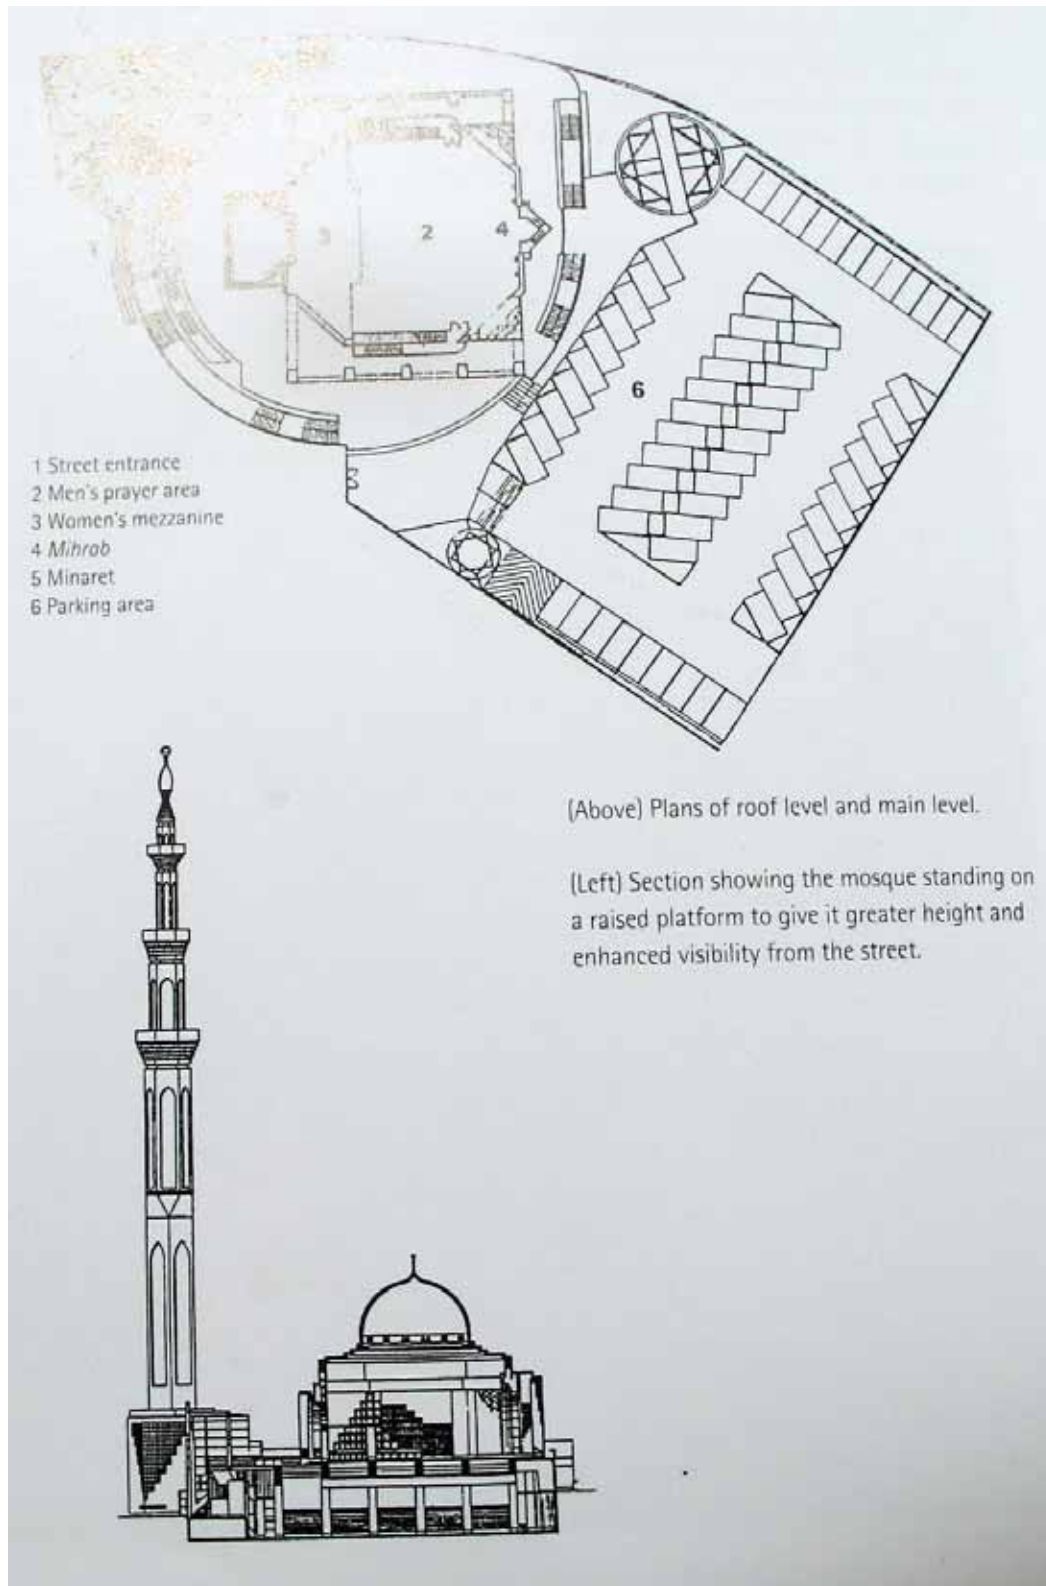 3
2
4
6
1 Street entrance
2 Men's prayer area
3 Women's mezzanine
4 Mihrab
5 Minaret
6 Parking area
(Above) Plans of roof level and main level.
(Left) Section showing the mosque standing on
a raised platform to give it greater height and
enhanced visibility from the street.